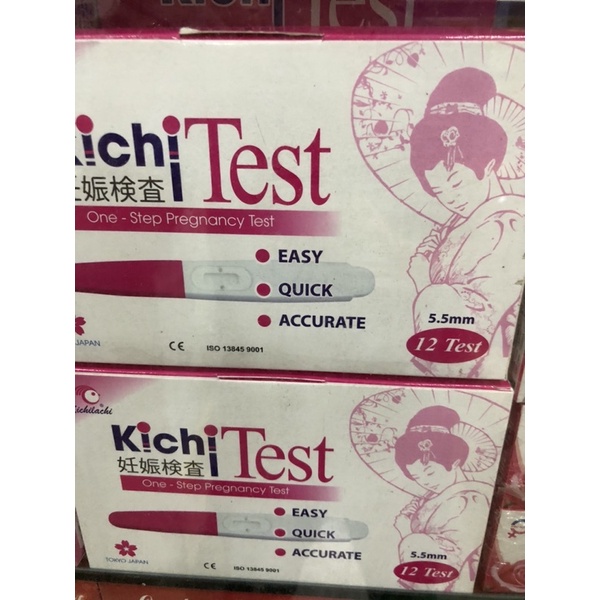 Kichi Test
Kichi Test
妊娠検査
One - Step Pregnancy Test
EASY
QUICK
ACCURATE
5.5mm
12 Test
JAPAN
CE
ISO 13845 9001
Kichilachi
Kichi Test
妊娠検査
One - Step Pregnancy Test
EASY
QUICK
ACCURATE
5.5mm
12 Test
TOKYO JAPAN
CE
ISO 13845 9001